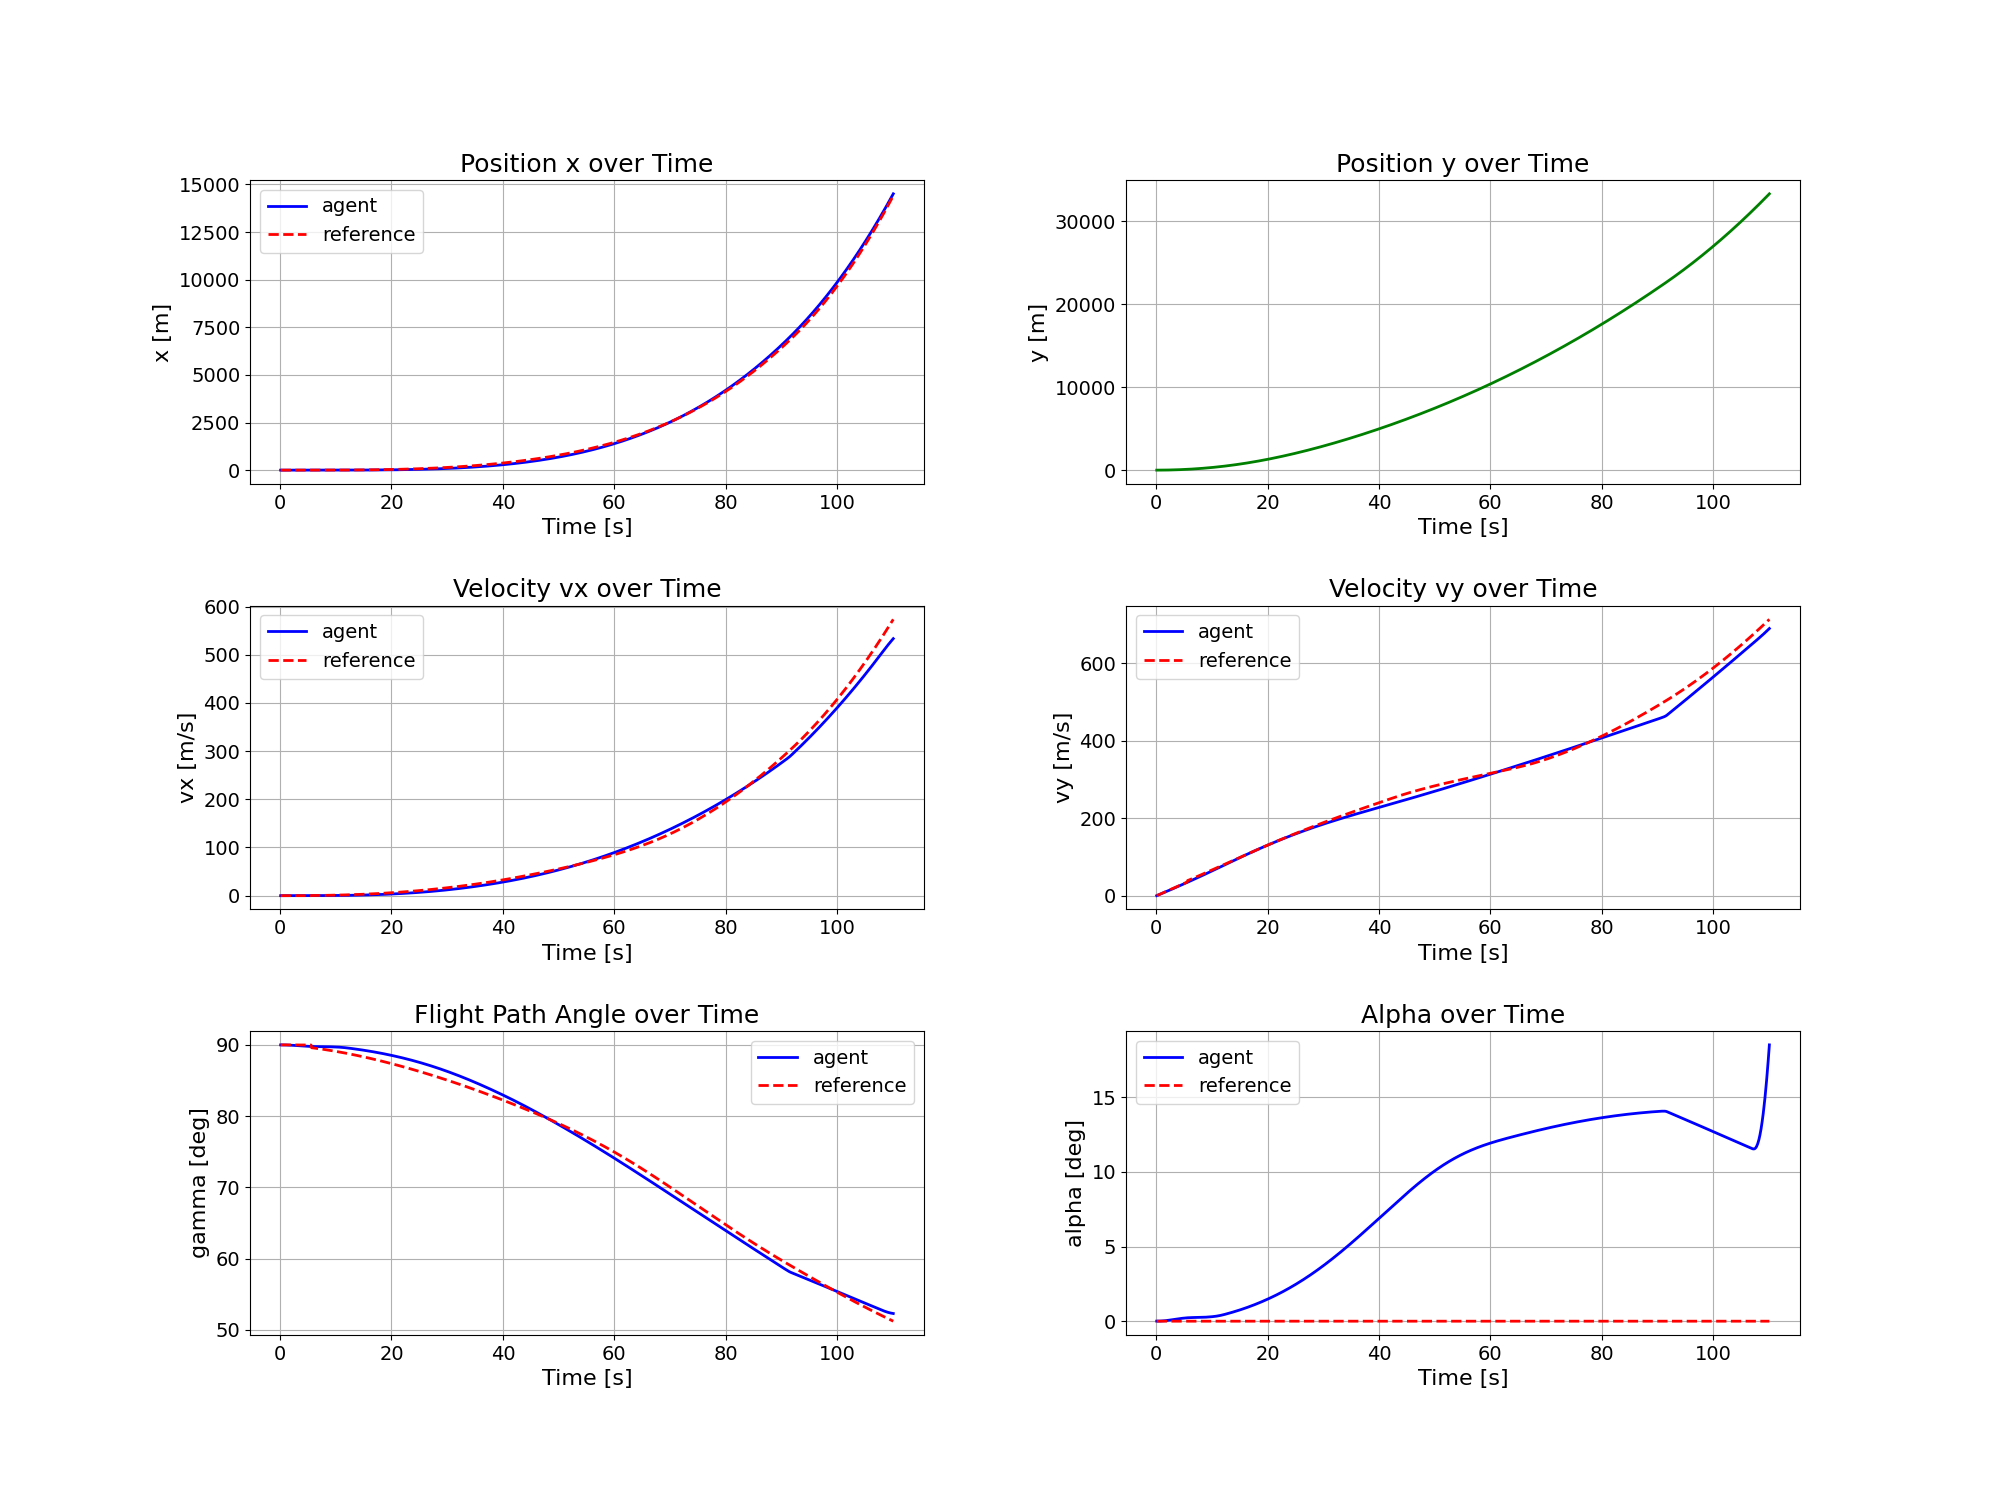 Position x over Time
15000
12500
10000
7500
5000
2500
0
x [m]
agent
reference
0 20 40 60 80 100
Time [s]
Position y over Time
30000
20000
10000
0
y [m]
0 20 40 60 80 100
Time [s]
Velocity vx over Time
600
500
400
300
200
100
0
vx [m/s]
agent
reference
0 20 40 60 80 100
Time [s]
Velocity vy over Time
600
400
200
0
vy [m/s]
agent
reference
0 20 40 60 80 100
Time [s]
Flight Path Angle over Time
90
80
70
60
50
gamma [deg]
agent
reference
0 20 40 60 80 100
Time [s]
Alpha over Time
15
10
5
0
alpha [deg]
agent
reference
0 20 40 60 80 100
Time [s]